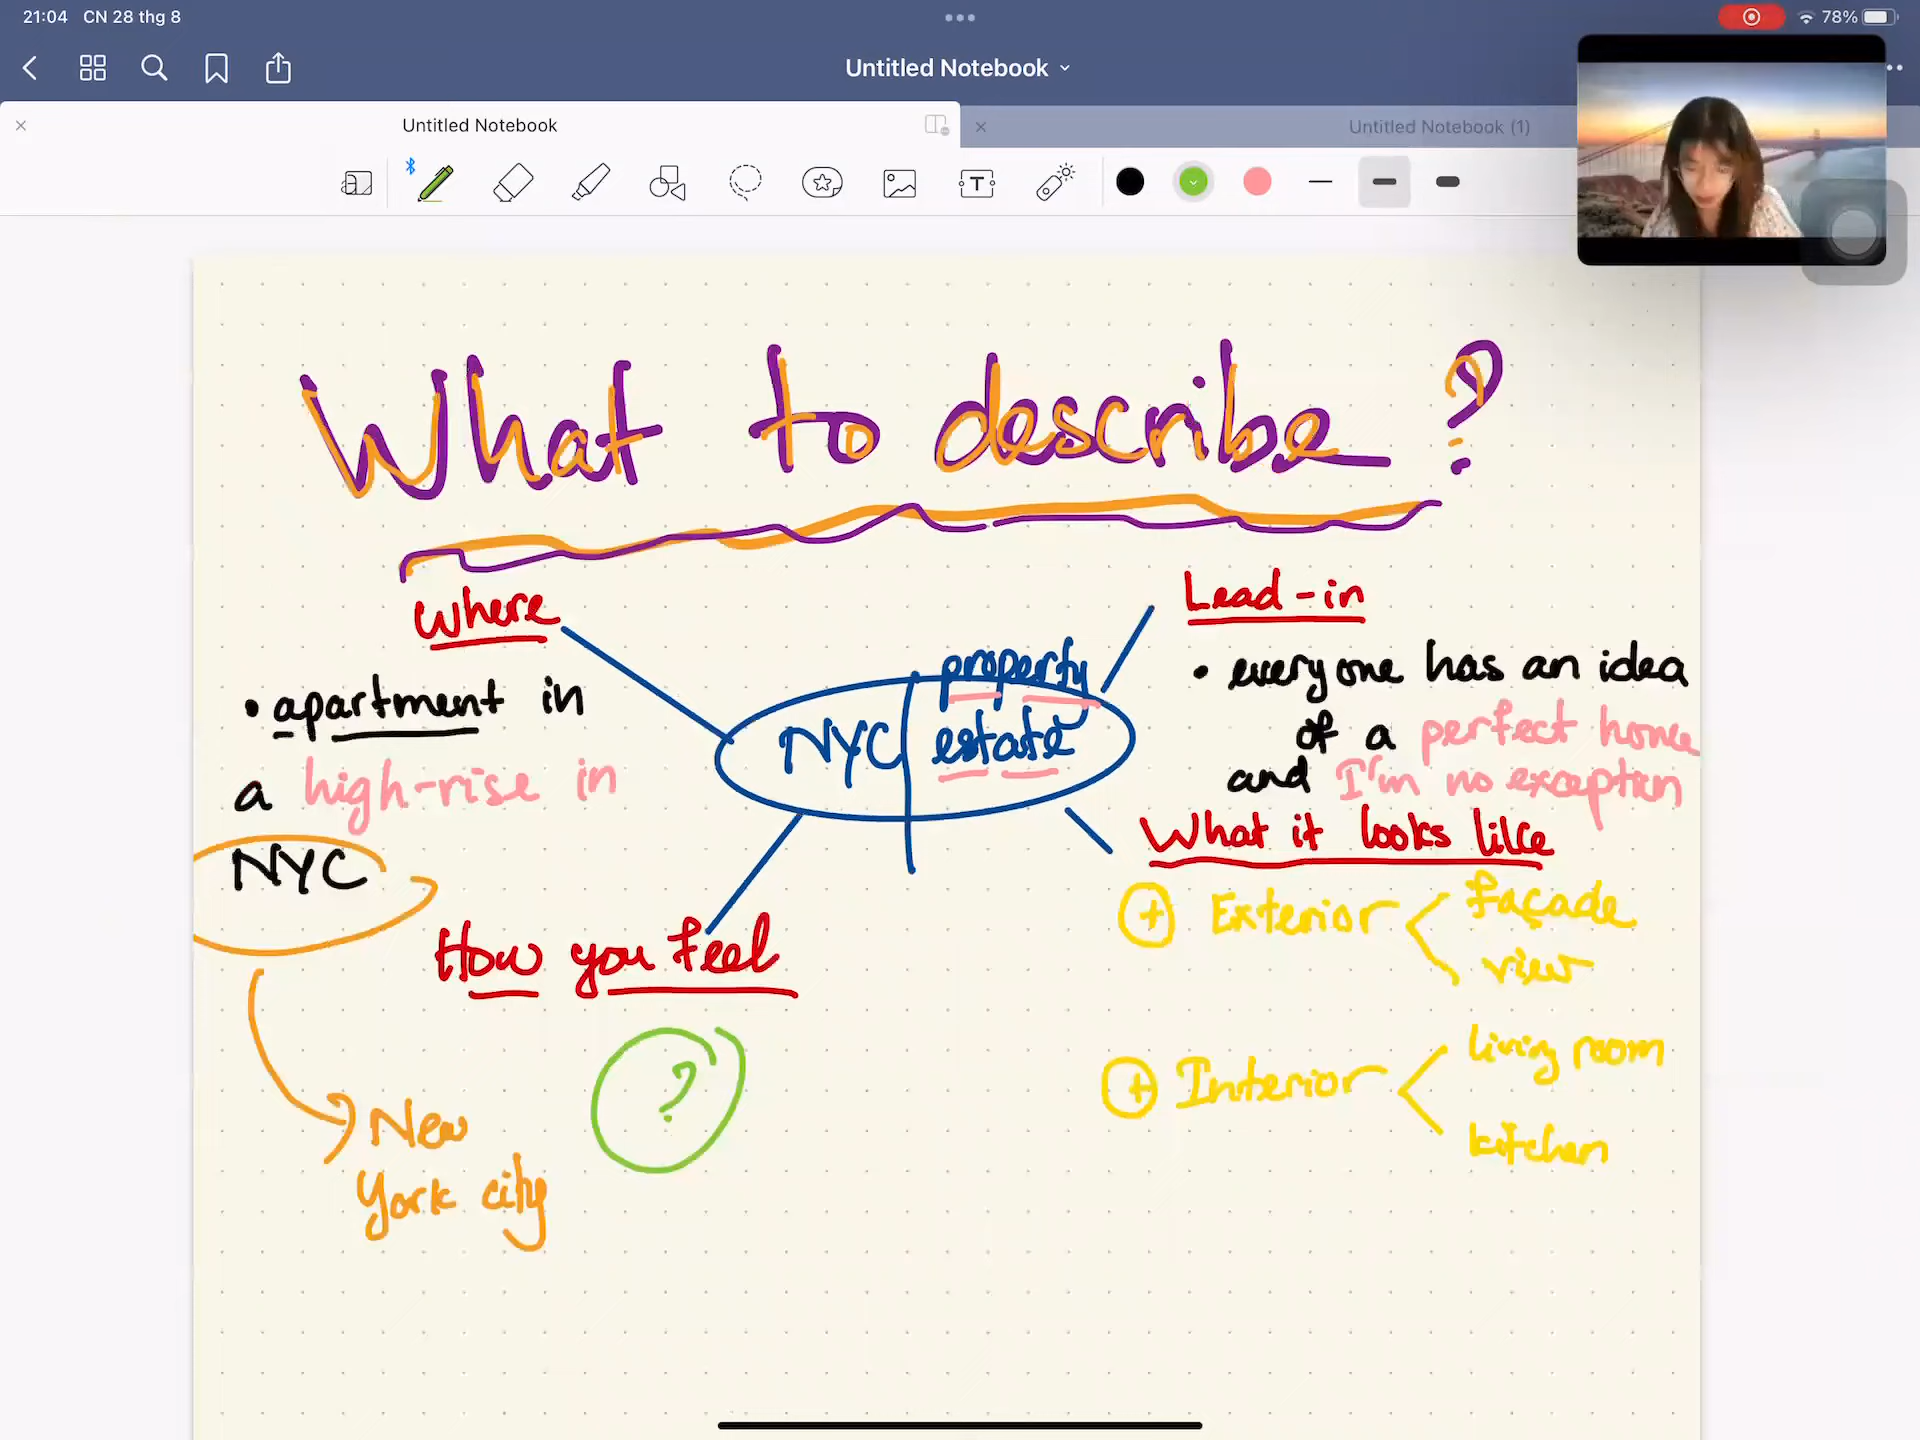 21:04 CN 28 thg 8
78%
Untitled Notebook
Untitled Notebook
Untitled Notebook (1)
What to describe ?
Where
• apartment in
a high-rise in
NYC
New
York city
How you feel
?
NYC
property
estate
Lead-in
• everyone has an idea
of a perfect home
and I'm no exception
What it looks like
+ Exterior
façade
view
+ Interior
living room
kitchen